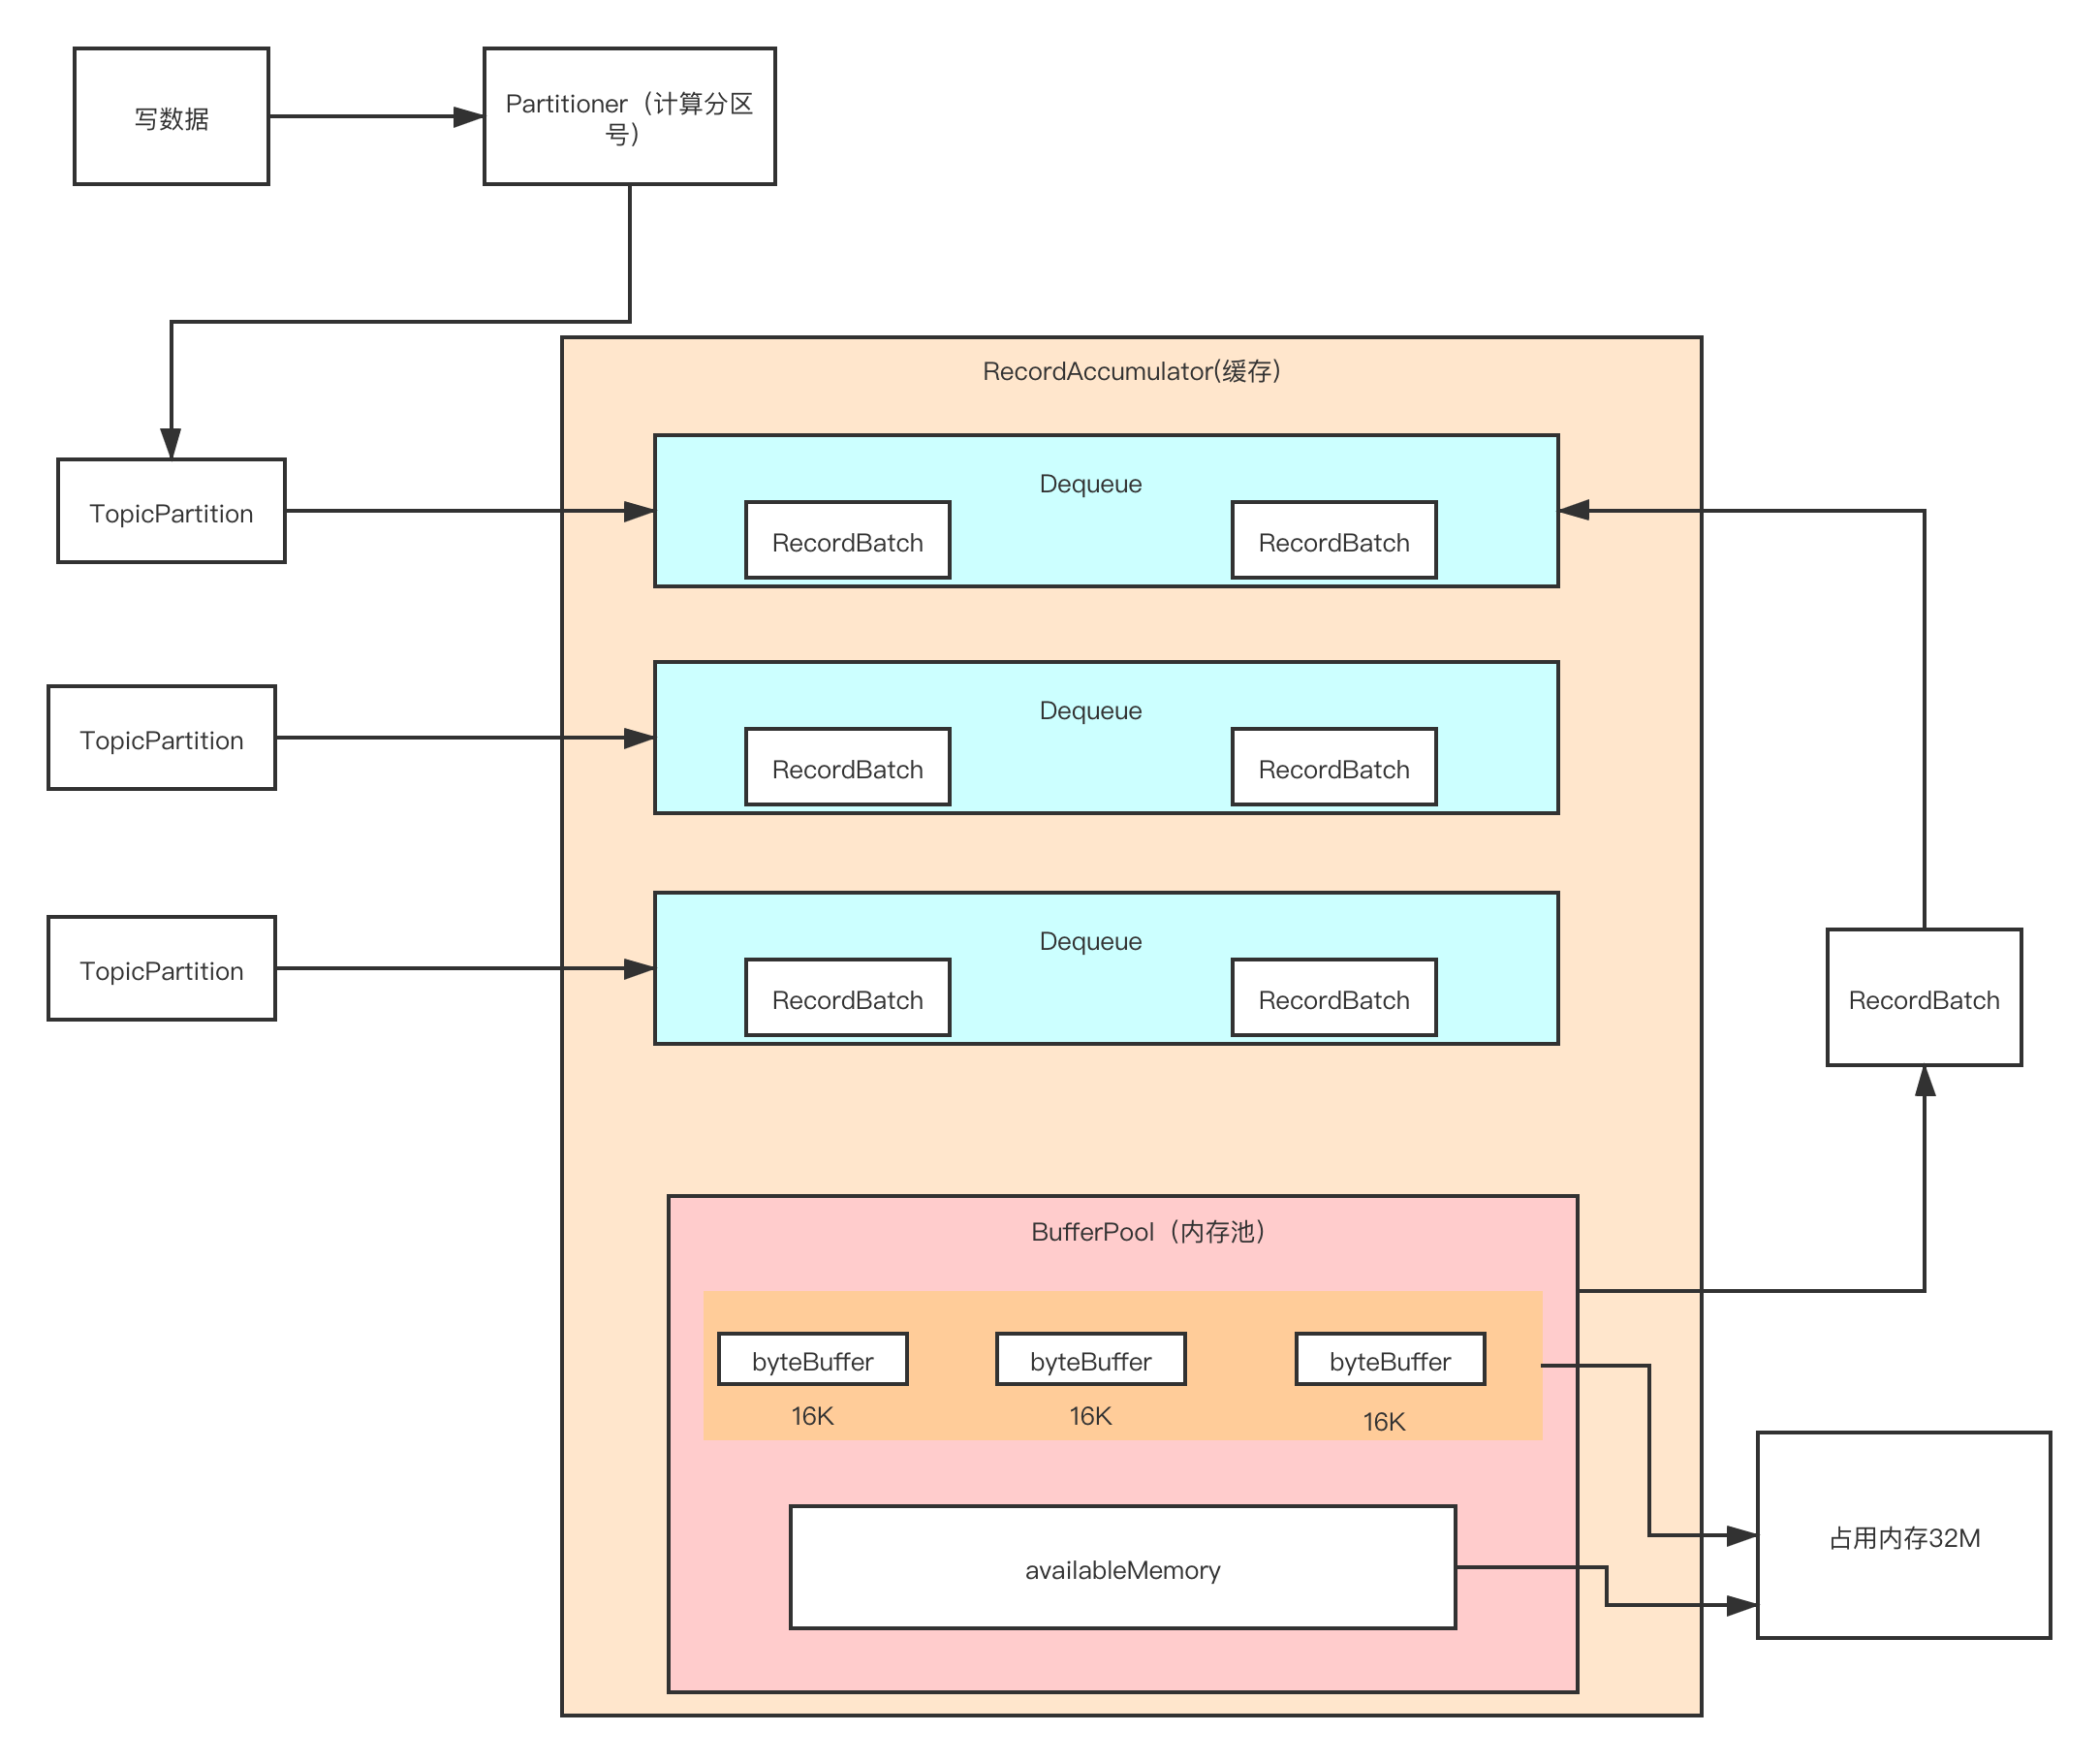 写数据
Partitioner（计算分区
号）
RecordAccumulator(缓存)
TopicPartition
Dequeue
RecordBatch
RecordBatch
TopicPartition
Dequeue
RecordBatch
RecordBatch
TopicPartition
Dequeue
RecordBatch
RecordBatch
RecordBatch
BufferPool（内存池）
byteBuffer
byteBuffer
byteBuffer
16K
16K
16K
占用内存32M
availableMemory